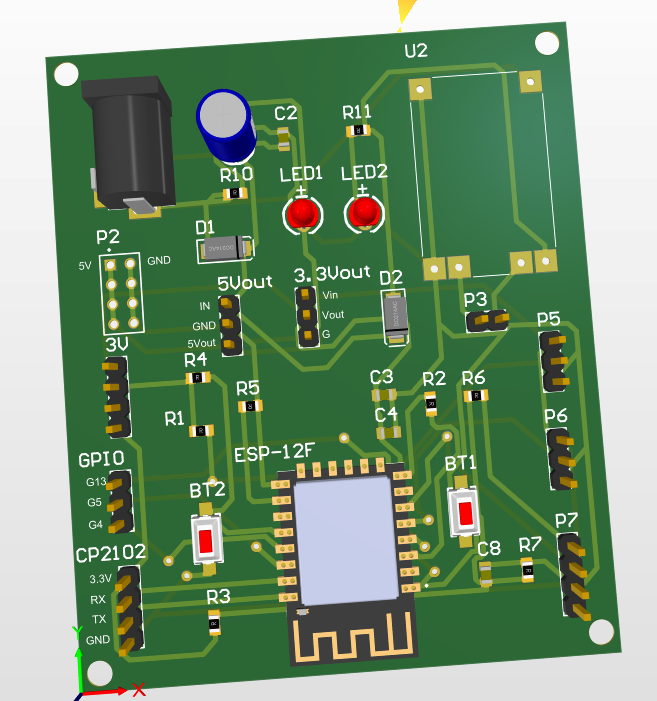 U2
C2
R11
R10
LED1
LED2
+
+
D1
P2
5V
GND
5Vout
3.3Vout
D2
IN
Vin
P3
GND
Vout
5Vout
G
P5
3V
R4
R5
C3
R2
R6
R1
C4
P6
ESP-12F
GPIO
G13
BT2
BT1
G5
G4
P7
CP2102
C8
R7
3.3V
RX
R3
TX
GND
Y
X